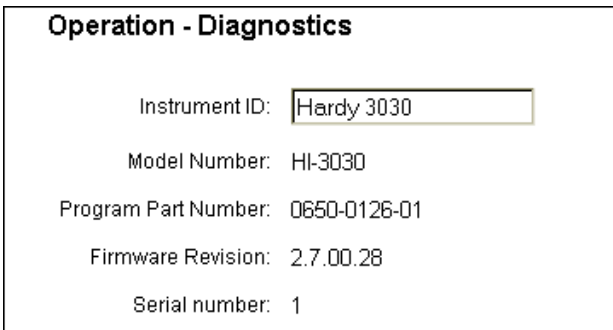 Operation - Diagnostics
Instrument ID: Hardy 3030
Model Number: HI-3030
Program Part Number: 0650-0126-01
Firmware Revision: 2.7.00.28
Serial number: 1